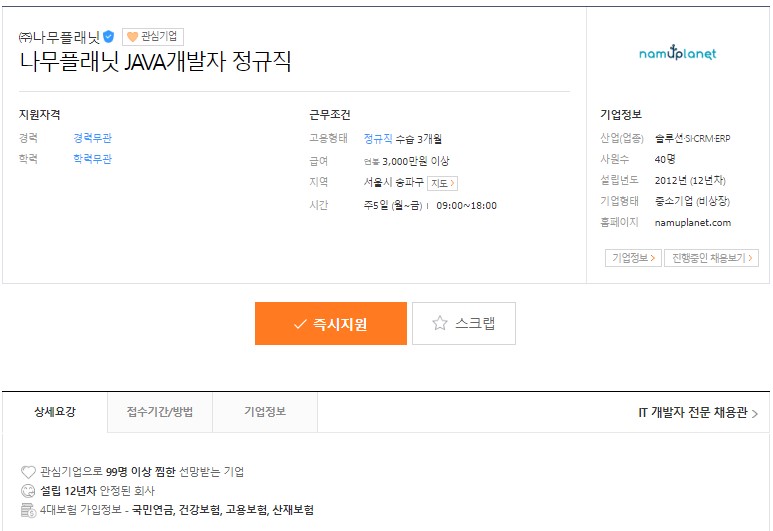 ㈜나무플래닛 관심기업
나무플래닛 JAVA개발자 정규직
지원자격
경력 경력무관
학력 학력무관
근무조건
고용형태 정규직 수습 3개월
급여 연봉 3,000만원 이상
지역 서울시 송파구 지도 >
시간 주5일 (월~금) | 09:00~18:00
namuplanet
기업정보
산업(업종) 솔루션·SI·CRM·ERP
사원수 40명
설립년도 2012년 (12년차)
기업형태 중소기업 (비상장)
홈페이지 namuplanet.com
기업정보 > 진행중인 채용보기 >
즉시지원 스크랩
상세요강 접수기간/방법 기업정보 IT 개발자 전문 채용관 >
관심기업으로 99명 이상 찜한 선망받는 기업
설립 12년차 안정된 회사
4대보험 가입정보 - 국민연금, 건강보험, 고용보험, 산재보험